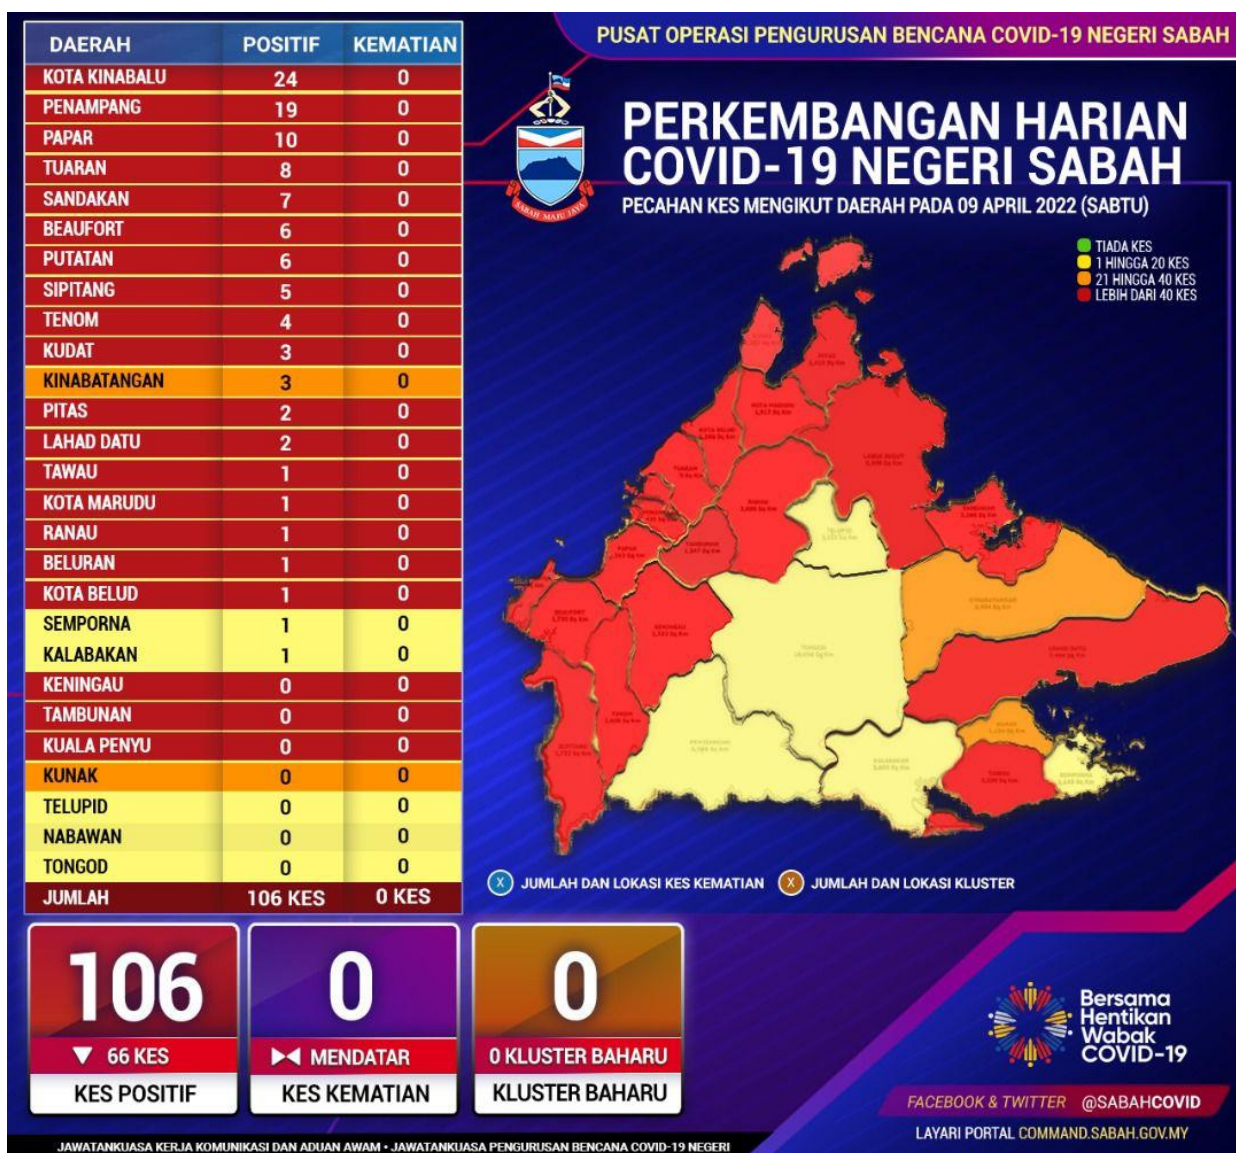 DAERAH POSITIF KEMATIAN
KOTA KINABALU 24 0
PENAMPANG 19 0
PAPAR 10 0
TUARAN 8 0
SANDAKAN 7 0
BEAUFORT 6 0
PUTATAN 6 0
SIPITANG 5 0
TENOM 4 0
KUDAT 3 0
KINABATANGAN 3 0
PITAS 2 0
LAHAD DATU 2 0
TAWAU 1 0
KOTA MARUDU 1 0
RANAU 1 0
BELURAN 1 0
KOTA BELUD 1 0
SEMPORNA 1 0
KALABAKAN 1 0
KENINGAU 0 0
TAMBUNAN 0 0
KUALA PENYU 0 0
KUNAK 0 0
TELUPID 0 0
NABAWAN 0 0
TONGOD 0 0
JUMLAH 106 KES 0 KES
PUSAT OPERASI PENGURUSAN BENCANA COVID-19 NEGERI SABAH
SABAH MAJU JAYA
PERKEMBANGAN HARIAN
COVID-19 NEGERI SABAH
PECAHAN KES MENGIKUT DAERAH PADA 09 APRIL 2022 (SABTU)
TIADA KES
1 HINGGA 20 KES
21 HINGGA 40 KES
LEBIH DARI 40 KES
X JUMLAH DAN LOKASI KES KEMATIAN X JUMLAH DAN LOKASI KLUSTER
106
66 KES
KES POSITIF
0
MENDATAR
KES KEMATIAN
0
0 KLUSTER BAHARU
KLUSTER BAHARU
Bersama
Hentikan
Wabak
COVID-19
FACEBOOK & TWITTER @SABAHCOVID
LAYARI PORTAL COMMAND.SABAH.GOV.MY
JAWATANKUASA KERJA KOMUNIKASI DAN ADUAN AWAM • JAWATANKUASA PENGURUSAN BENCANA COVID-19 NEGERI